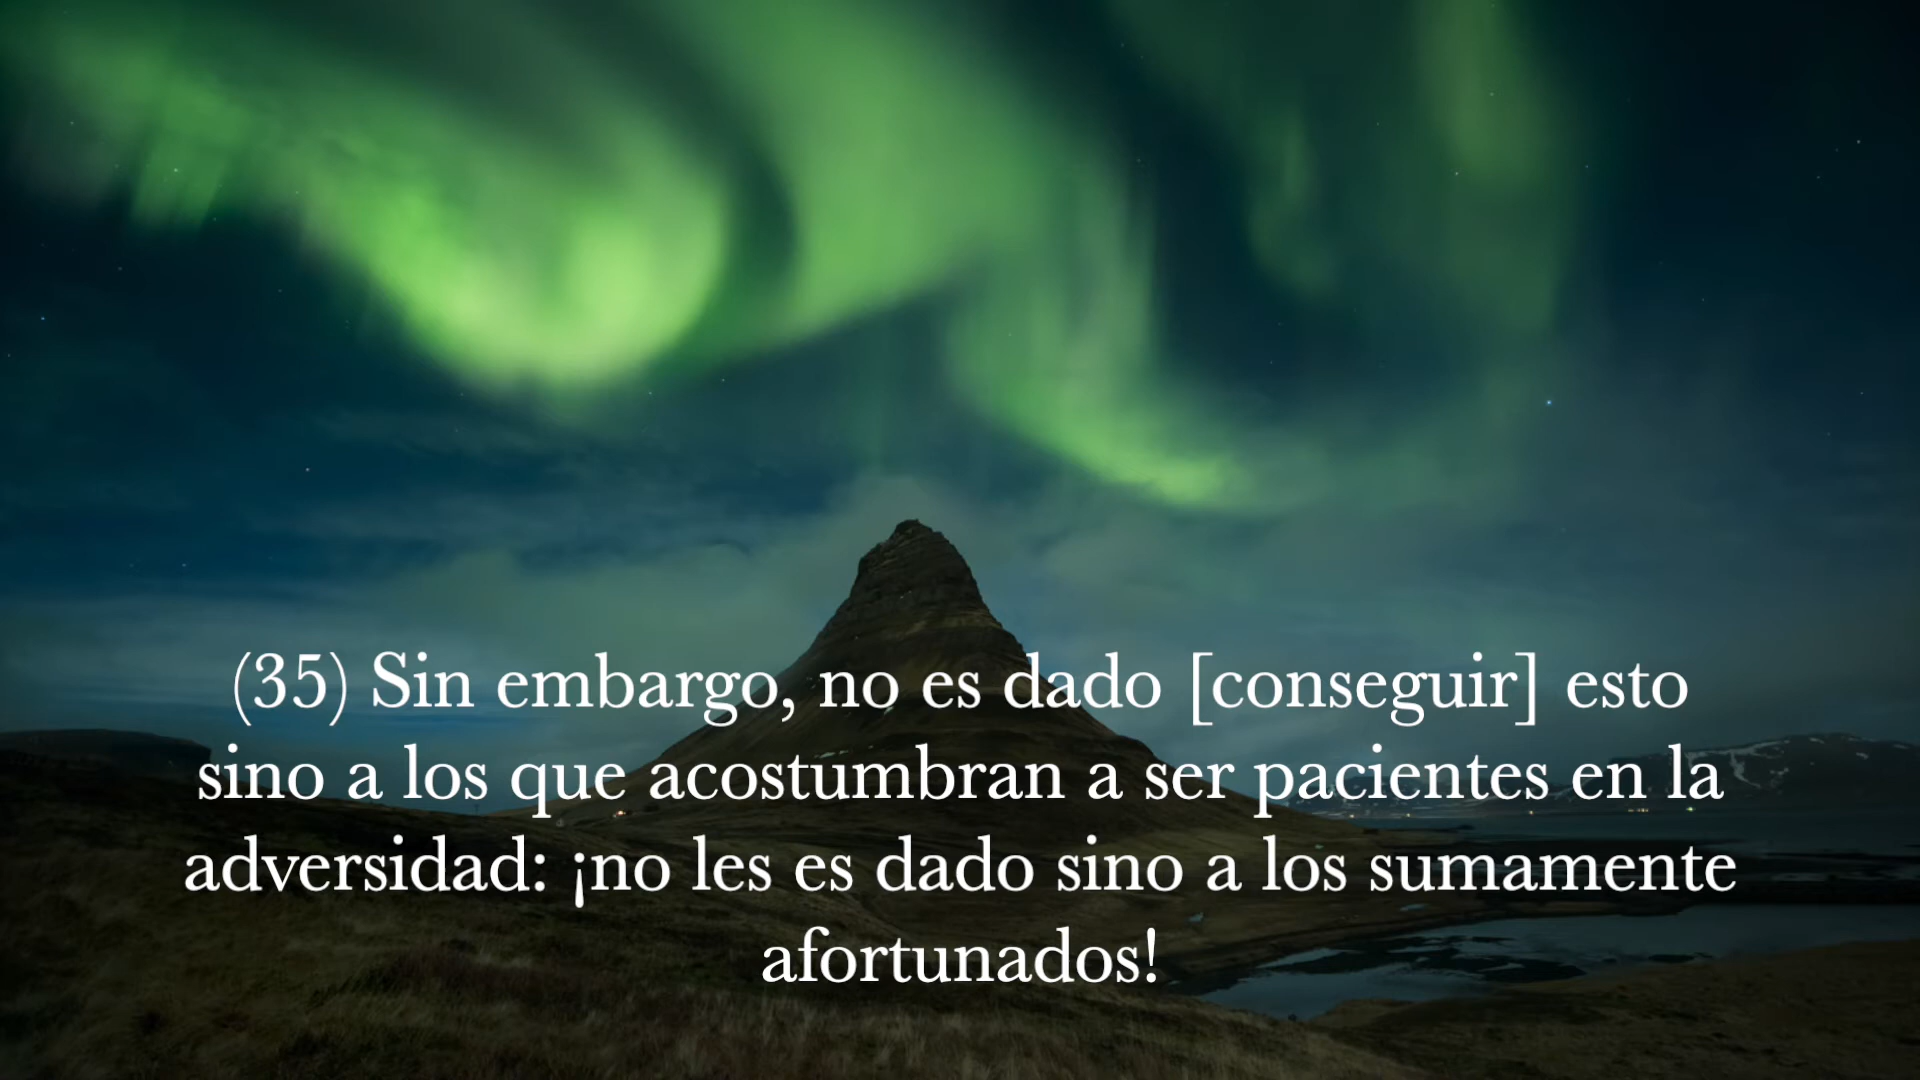 (35) Sin embargo, no es dado [conseguir] esto
sino a los que acostumbran a ser pacientes en la
adversidad: ¡no les es dado sino a los sumamente
afortunados!